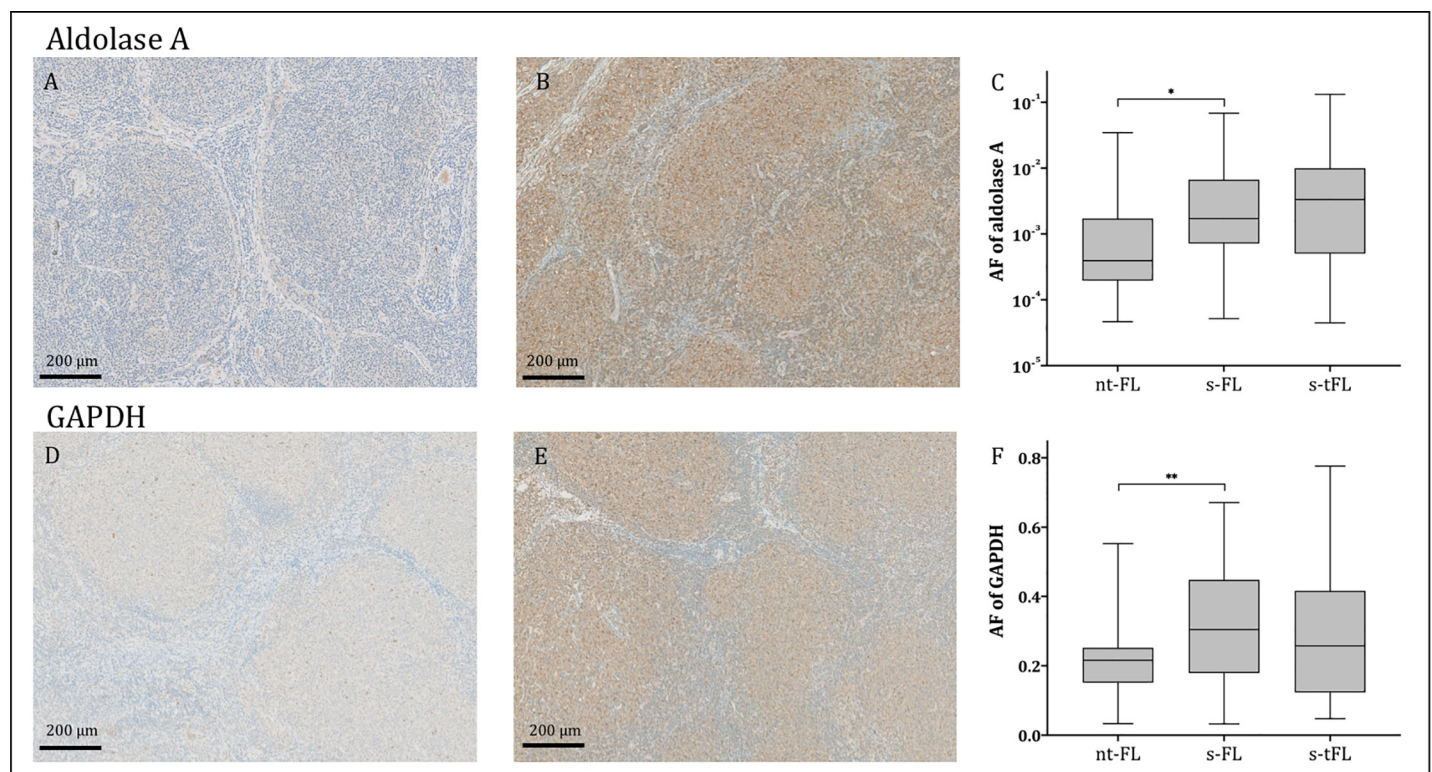 Aldolase A
A
200 µm
B
200 µm
C
*
AF of aldolase A
10⁻¹
10⁻²
10⁻³
10⁻⁴
10⁻⁵
nt-FL s-FL s-tFL
GAPDH
D
200 µm
E
200 µm
F
**
AF of GAPDH
0.8
0.6
0.4
0.2
0.0
nt-FL s-FL s-tFL